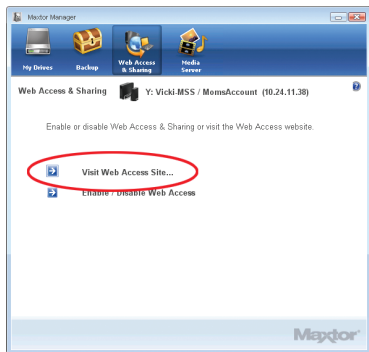 Maxtor Manager
My Drives
Backup
Web Access
& Sharing
Media
Server
Web Access & Sharing
Y: Vicki-MSS / MomsAccount (10.24.11.38)
?
Enable or disable Web Access & Sharing or visit the Web Access website.
Visit Web Access Site...
Enable / Disable Web Access
Maxtor